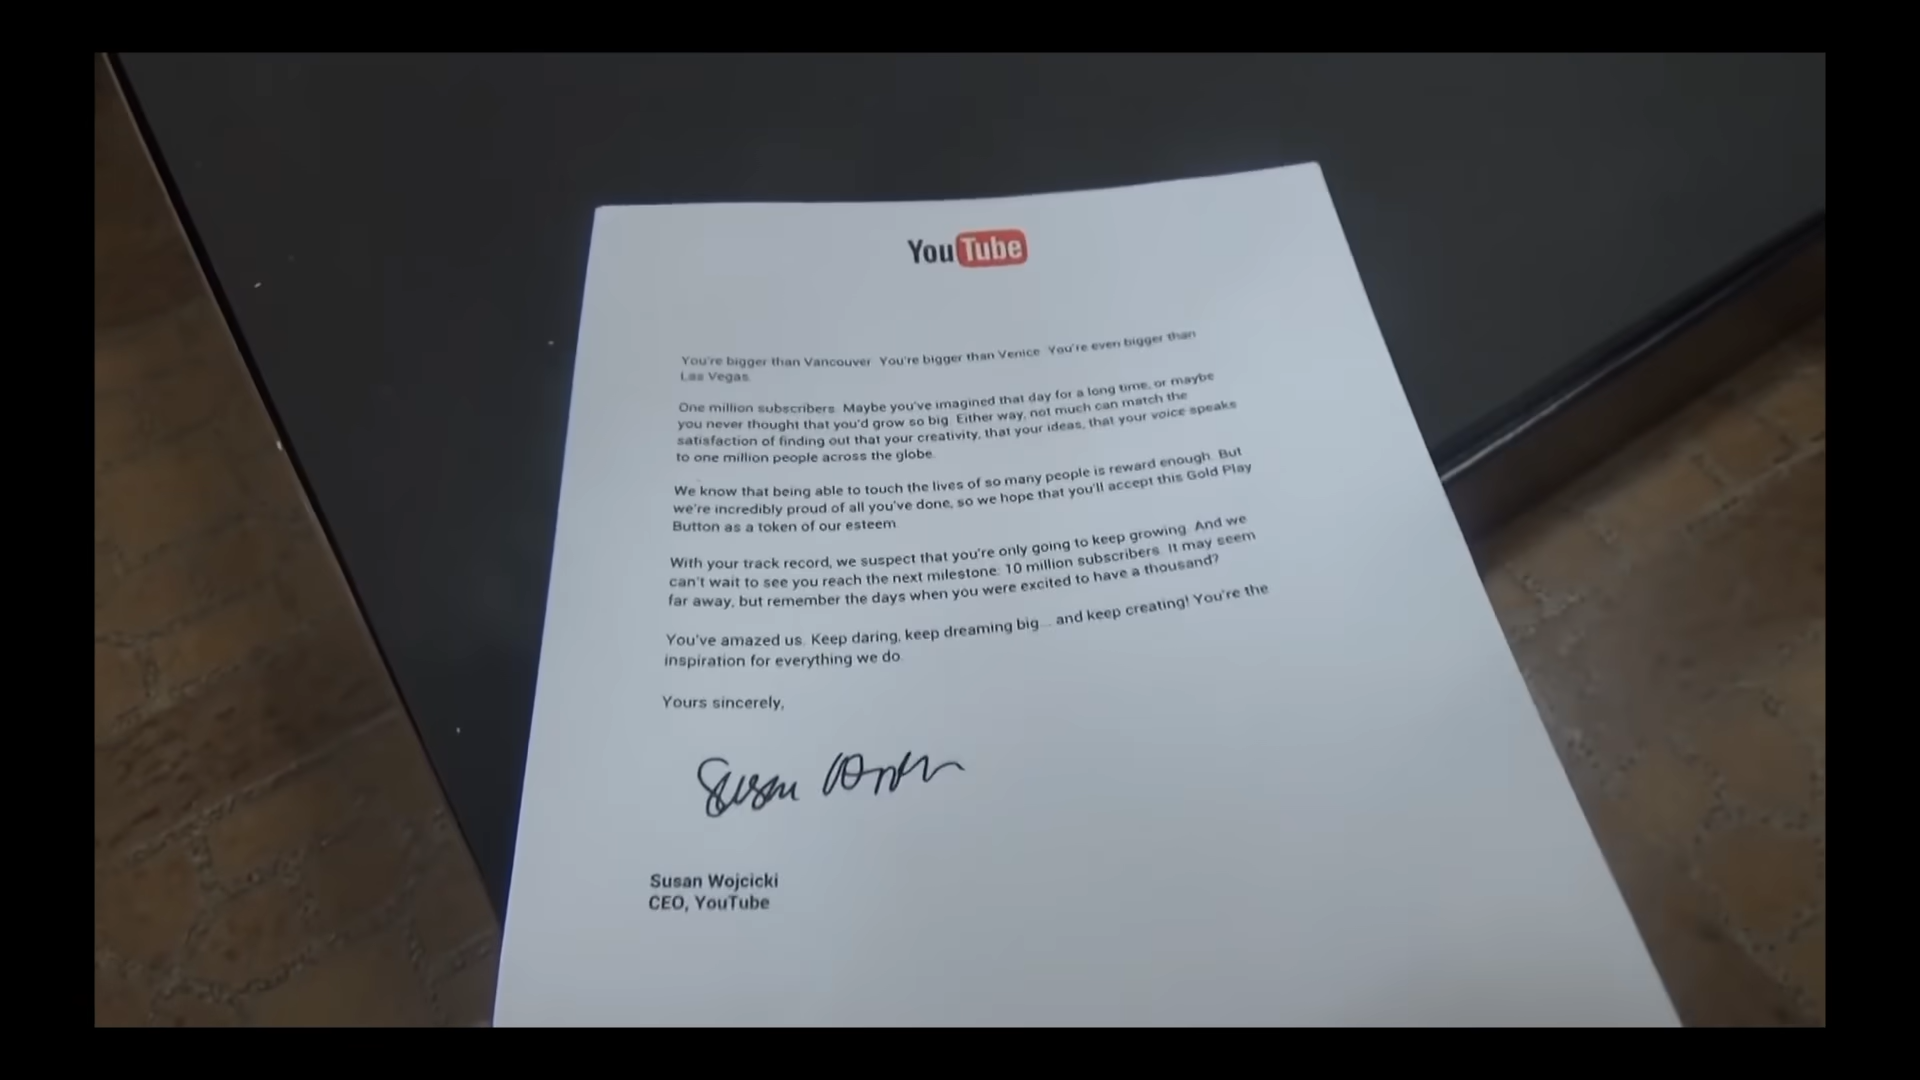 YouTube
You're bigger than Vancouver. You're bigger than Venice. You're even bigger than
Las Vegas.
One million subscribers. Maybe you've imagined that day for a long time, or maybe
you never thought that you'd grow so big. Either way, not much can match the
satisfaction of finding out that your creativity, that your ideas, that your voice speaks
to one million people across the globe.
We know that being able to touch the lives of so many people is reward enough. But
we're incredibly proud of all you've done, so we hope that you'll accept this Gold Play
Button as a token of our esteem.
With your track record, we suspect that you're only going to keep growing. And we
can't wait to see you reach the next milestone: 10 million subscribers. It may seem
far away, but remember the days when you were excited to have a thousand?
You've amazed us. Keep daring, keep dreaming big... and keep creating! You're the
inspiration for everything we do.
Yours sincerely,
Susan
Susan Wojcicki
CEO, YouTube